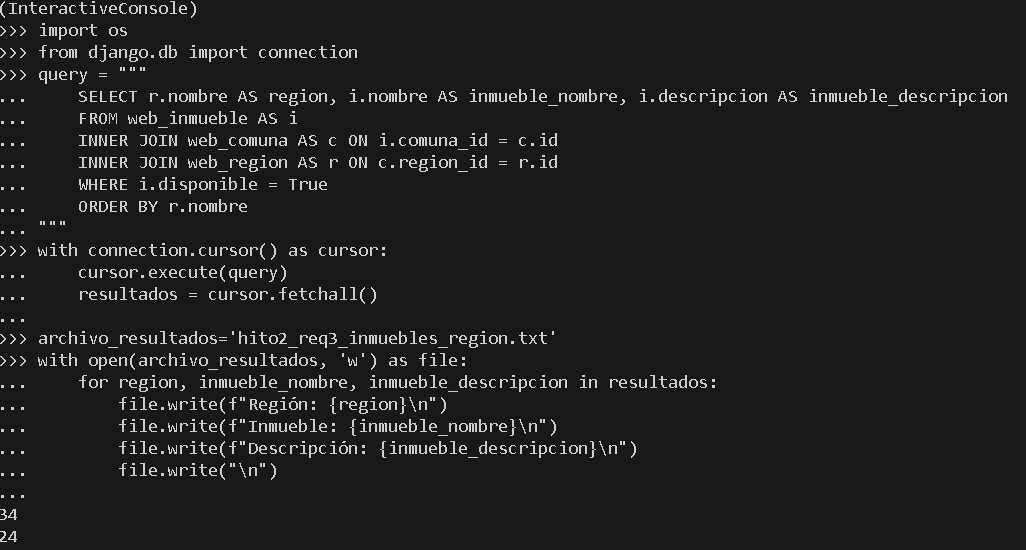 (InteractiveConsole)
>>> import os
>>> from django.db import connection
>>> query = """
...     SELECT r.nombre AS region, i.nombre AS inmueble_nombre, i.descripcion AS inmueble_descripcion
...     FROM web_inmueble AS i
...     INNER JOIN web_comuna AS c ON i.comuna_id = c.id
...     INNER JOIN web_region AS r ON c.region_id = r.id
...     WHERE i.disponible = True
...     ORDER BY r.nombre
... """
>>> with connection.cursor() as cursor:
...     cursor.execute(query)
...     resultados = cursor.fetchall()
...
>>> archivo_resultados='hito2_req3_inmuebles_region.txt'
>>> with open(archivo_resultados, 'w') as file:
...     for region, inmueble_nombre, inmueble_descripcion in resultados:
...         file.write(f"Región: {region}\n")
...         file.write(f"Inmueble: {inmueble_nombre}\n")
...         file.write(f"Descripción: {inmueble_descripcion}\n")
...         file.write("\n")
...
34
24